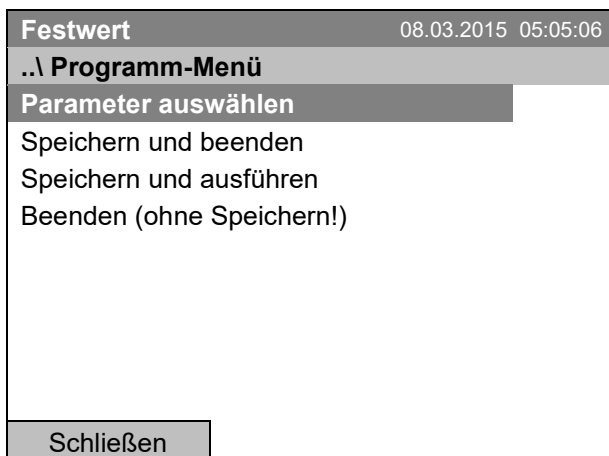 Festwert 08.03.2015 05:05:06
..\ Programm-Menü
Parameter auswählen
Speichern und beenden
Speichern und ausführen
Beenden (ohne Speichern!)
Schließen